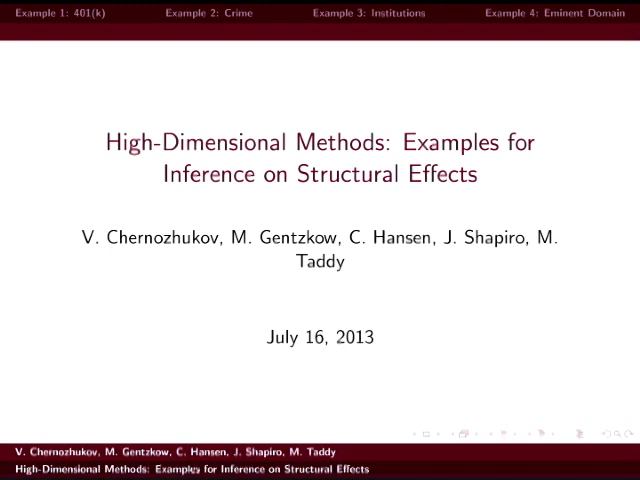 Example 1: 401(k) Example 2: Crime Example 3: Institutions Example 4: Eminent Domain
High-Dimensional Methods: Examples for
Inference on Structural Effects
V. Chernozhukov, M. Gentzkow, C. Hansen, J. Shapiro, M.
Taddy
July 16, 2013
V. Chernozhukov, M. Gentzkow, C. Hansen, J. Shapiro, M. Taddy
High-Dimensional Methods: Examples for Inference on Structural Effects